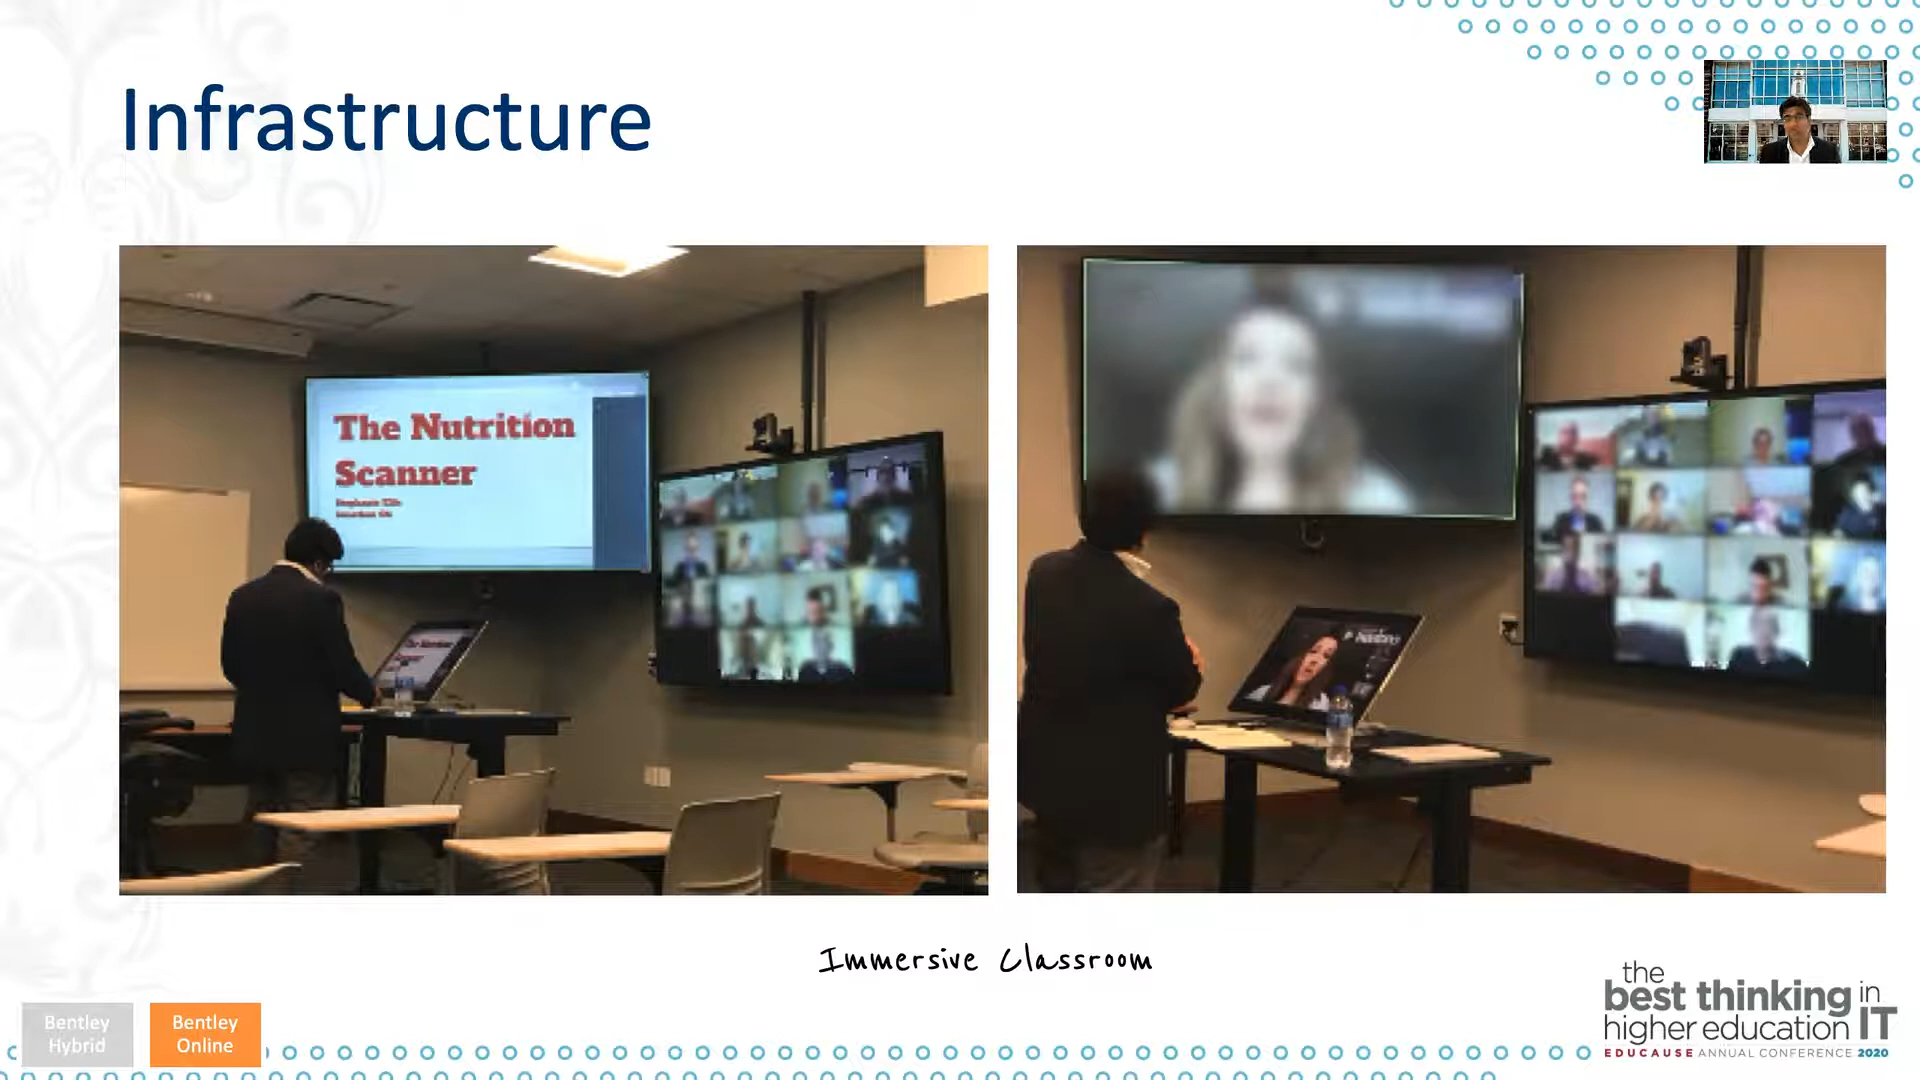 Infrastructure
The Nutrition
Scanner
Immersive Classroom
Bentley
Hybrid
Bentley
Online
the
best thinking in
higher education IT
EDUCAUSE ANNUAL CONFERENCE 2020